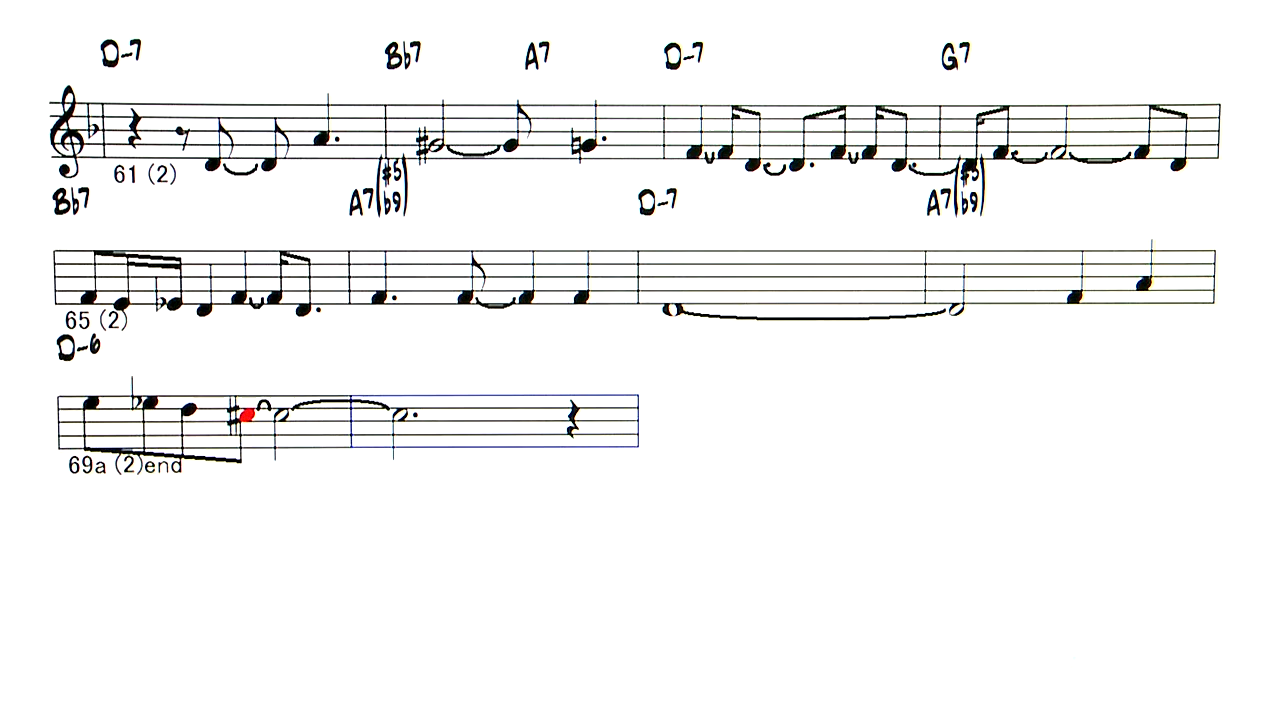 D-7 Bb7 A7 D-7 G7
61 (2)
Bb7 A7(#5 b9) D-7 A7(#5 b9)
65 (2)
D-6
69a (2)end